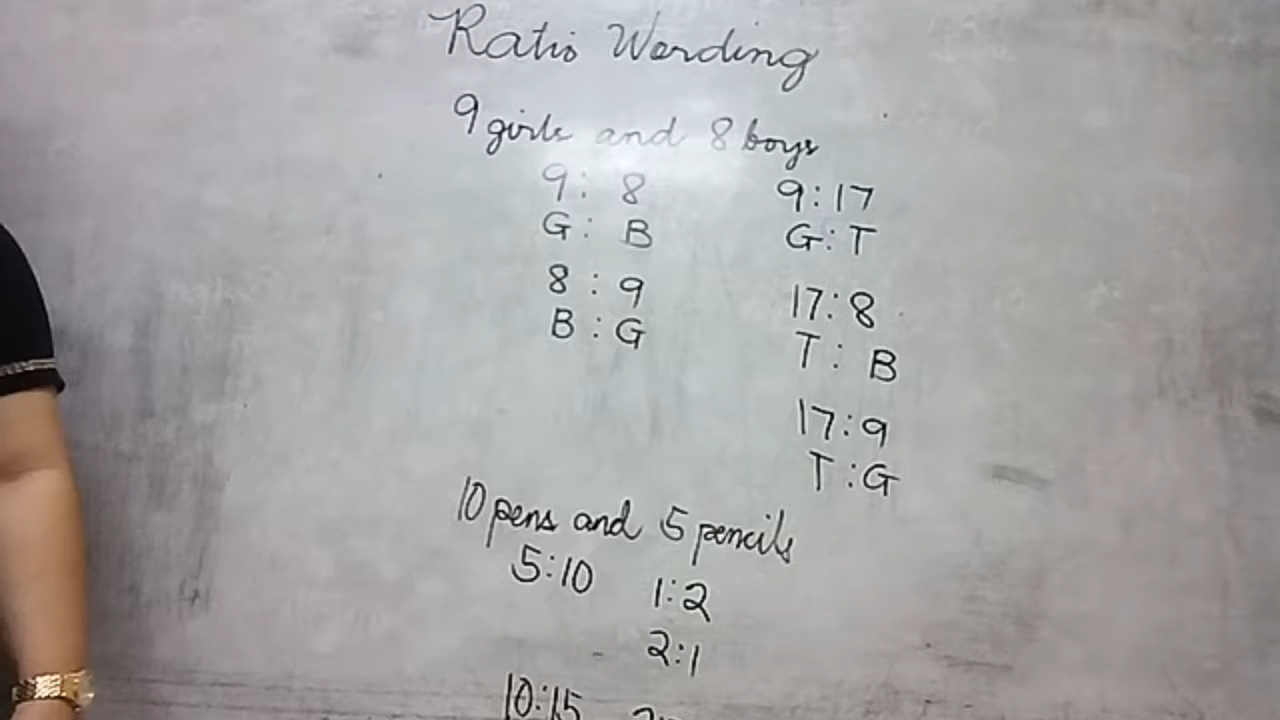 Ratio Wording
9 girls and 8 boys
9: 8 9:17
G: B G:T
8 : 9 17:8
B : G T: B
17:9
T:G
10 pens and 5 pencils
5:10 1:2
2:1
10:15